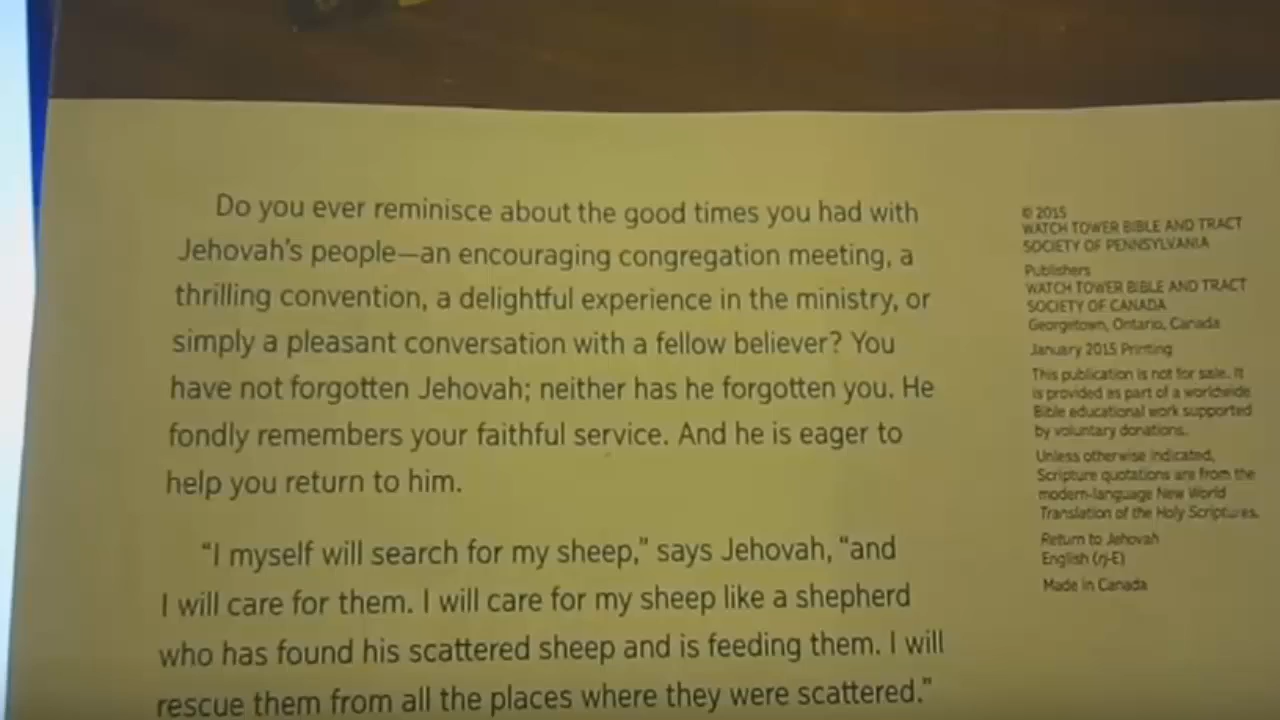 Do you ever reminisce about the good times you had with
Jehovah's people—an encouraging congregation meeting, a
thrilling convention, a delightful experience in the ministry, or
simply a pleasant conversation with a fellow believer? You
have not forgotten Jehovah; neither has he forgotten you. He
fondly remembers your faithful service. And he is eager to
help you return to him.
“I myself will search for my sheep,” says Jehovah, “and
I will care for them. I will care for my sheep like a shepherd
who has found his scattered sheep and is feeding them. I will
rescue them from all the places where they were scattered.”
© 2015
WATCH TOWER BIBLE AND TRACT
SOCIETY OF PENNSYLVANIA
Publishers
WATCH TOWER BIBLE AND TRACT
SOCIETY OF CANADA
Georgetown, Ontario, Canada
January 2015 Printing
This publication is not for sale. It
is provided as part of a worldwide
Bible educational work supported
by voluntary donations.
Unless otherwise indicated,
Scripture quotations are from the
modern-language New World
Translation of the Holy Scriptures.
Return to Jehovah
English (rj-E)
Made in Canada